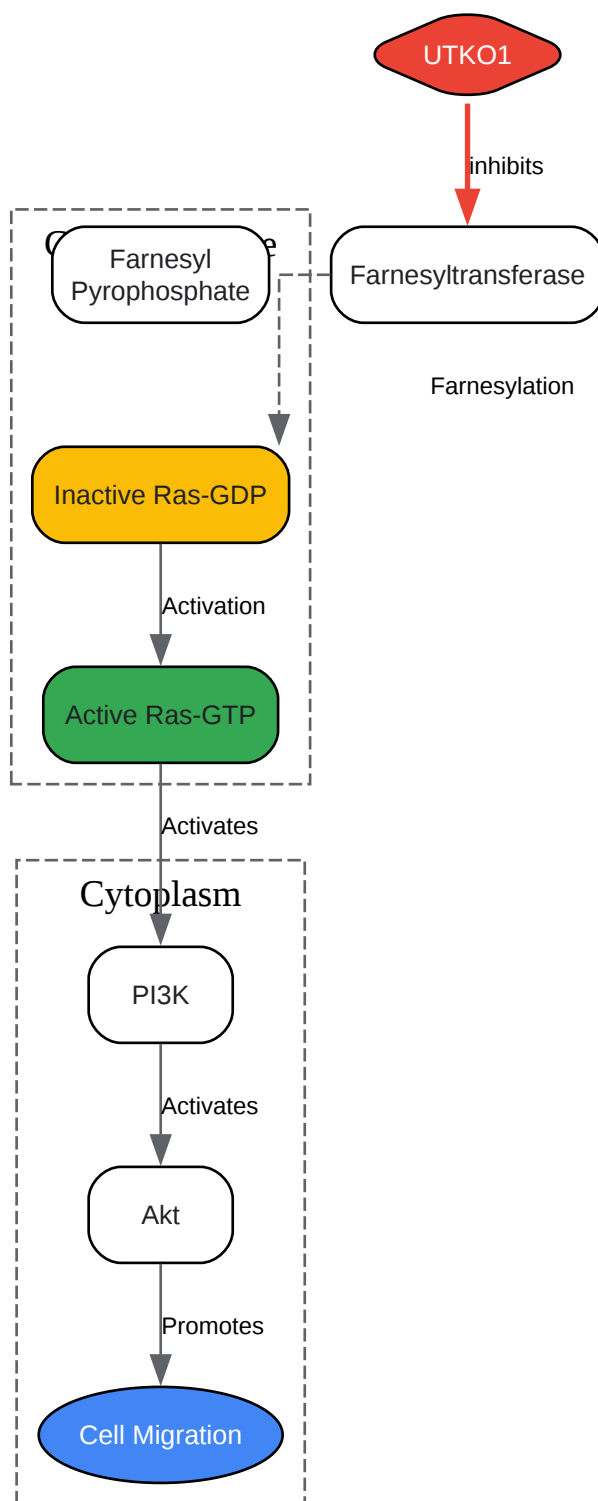 UTKO1
inhibits
Farnesyl
Pyrophosphate
Farnesyltransferase
Farnesylation
Inactive Ras-GDP
Activation
Active Ras-GTP
Activates
Cytoplasm
PI3K
Activates
Akt
Promotes
Cell Migration